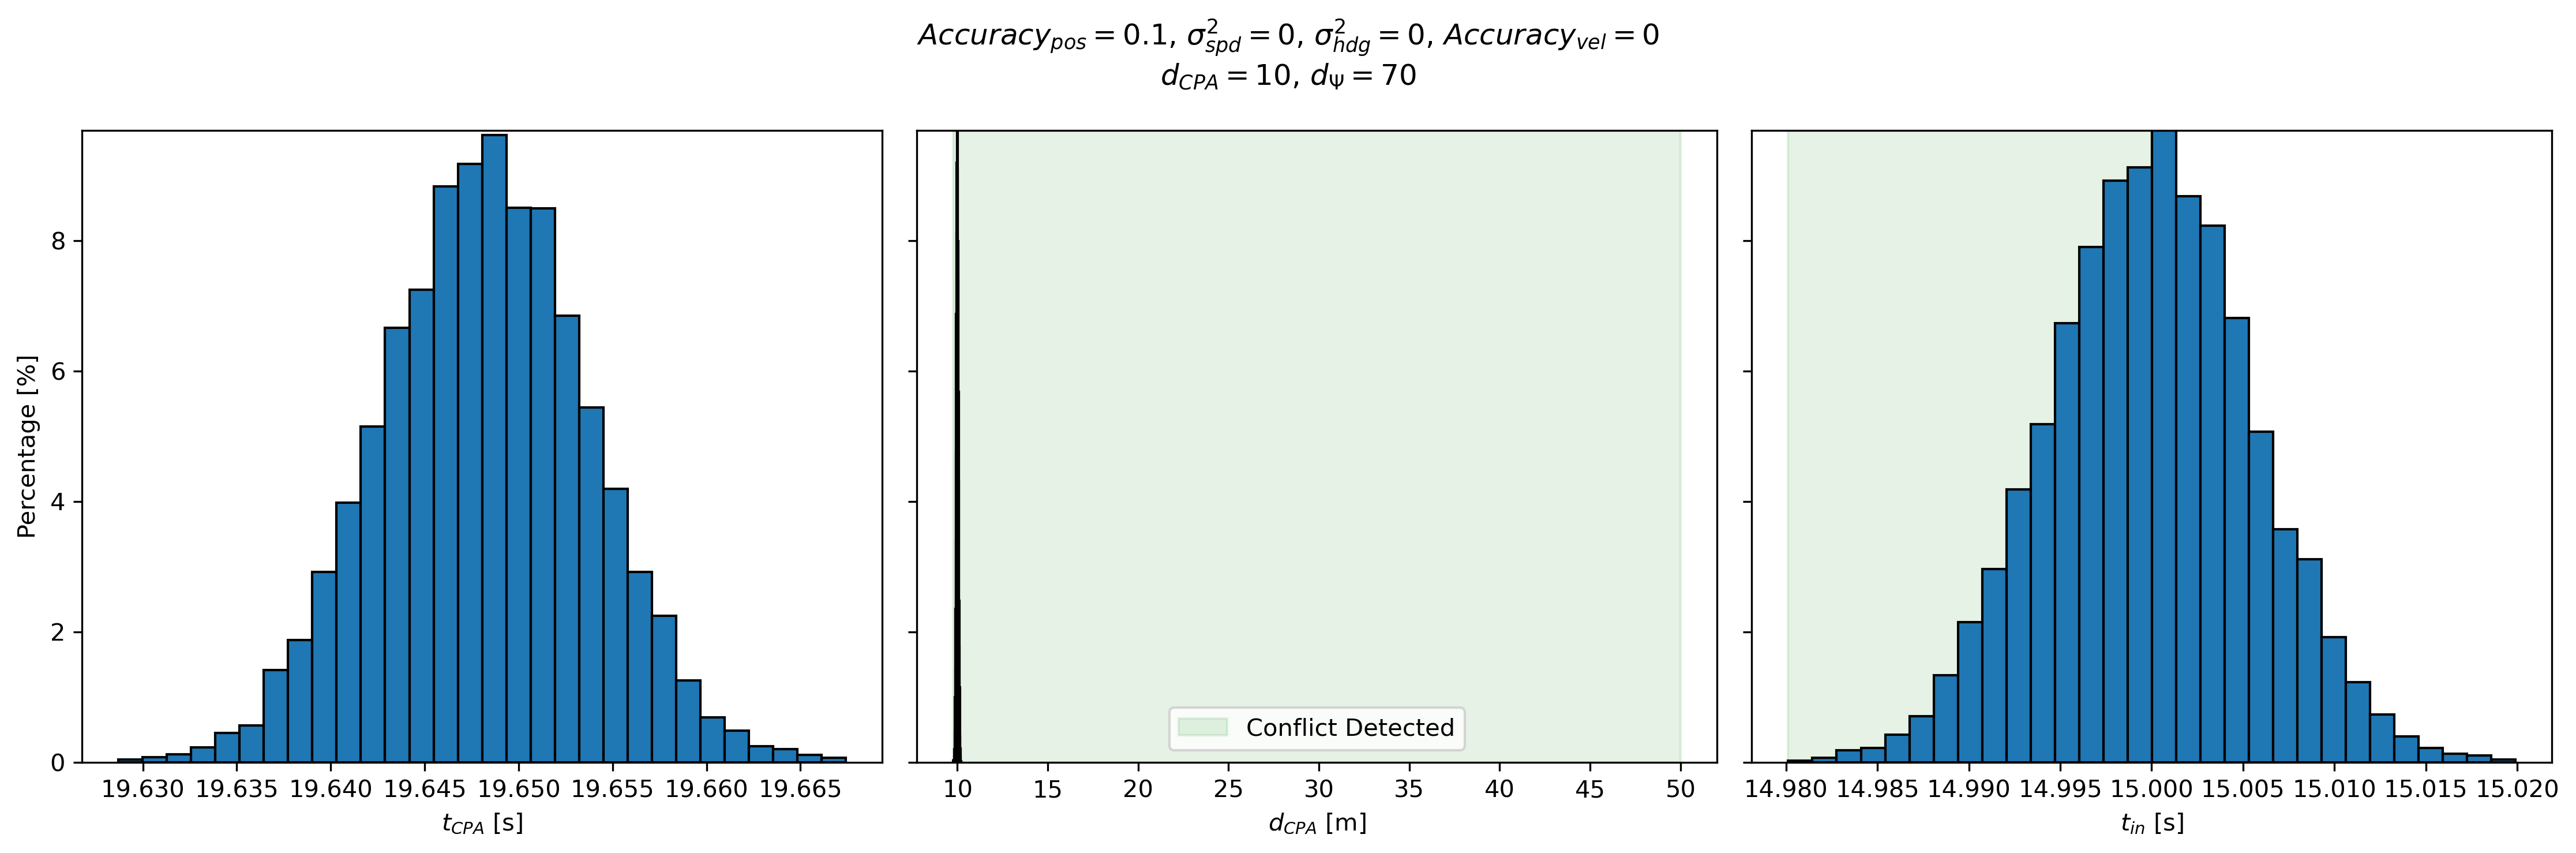 Accuracy_pos = 0.1, σ²_spd = 0, σ²_hdg = 0, Accuracy_vel = 0
d_CPA = 10, d_Ψ = 70
Percentage [%]
8
6
4
2
0
19.630 19.635 19.640 19.645 19.650 19.655 19.660 19.665
t_CPA [s]
Conflict Detected
10 15 20 25 30 35 40 45 50
d_CPA [m]
14.980 14.985 14.990 14.995 15.000 15.005 15.010 15.015 15.020
t_in [s]